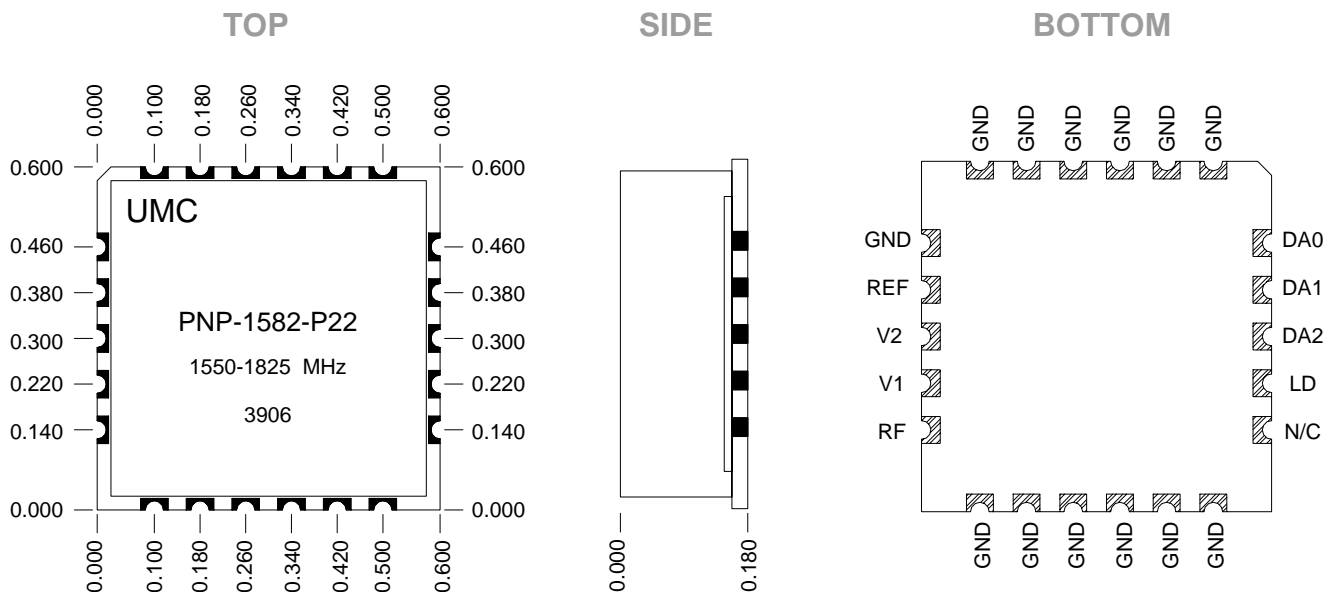 TOP
SIDE
BOTTOM
0.000 0.100 0.180 0.260 0.340 0.420 0.500 0.600
0.600
0.460
0.380
0.300
0.220
0.140
0.000
UMC
PNP-1582-P22
1550-1825 MHz
3906
0.600
0.460
0.380
0.300
0.220
0.140
0.000
0.000 0.100 0.180 0.260 0.340 0.420 0.500 0.600
0.000 0.180
GND GND GND GND GND GND
GND
REF
V2
V1
RF
DA0
DA1
DA2
LD
N/C
GND GND GND GND GND GND